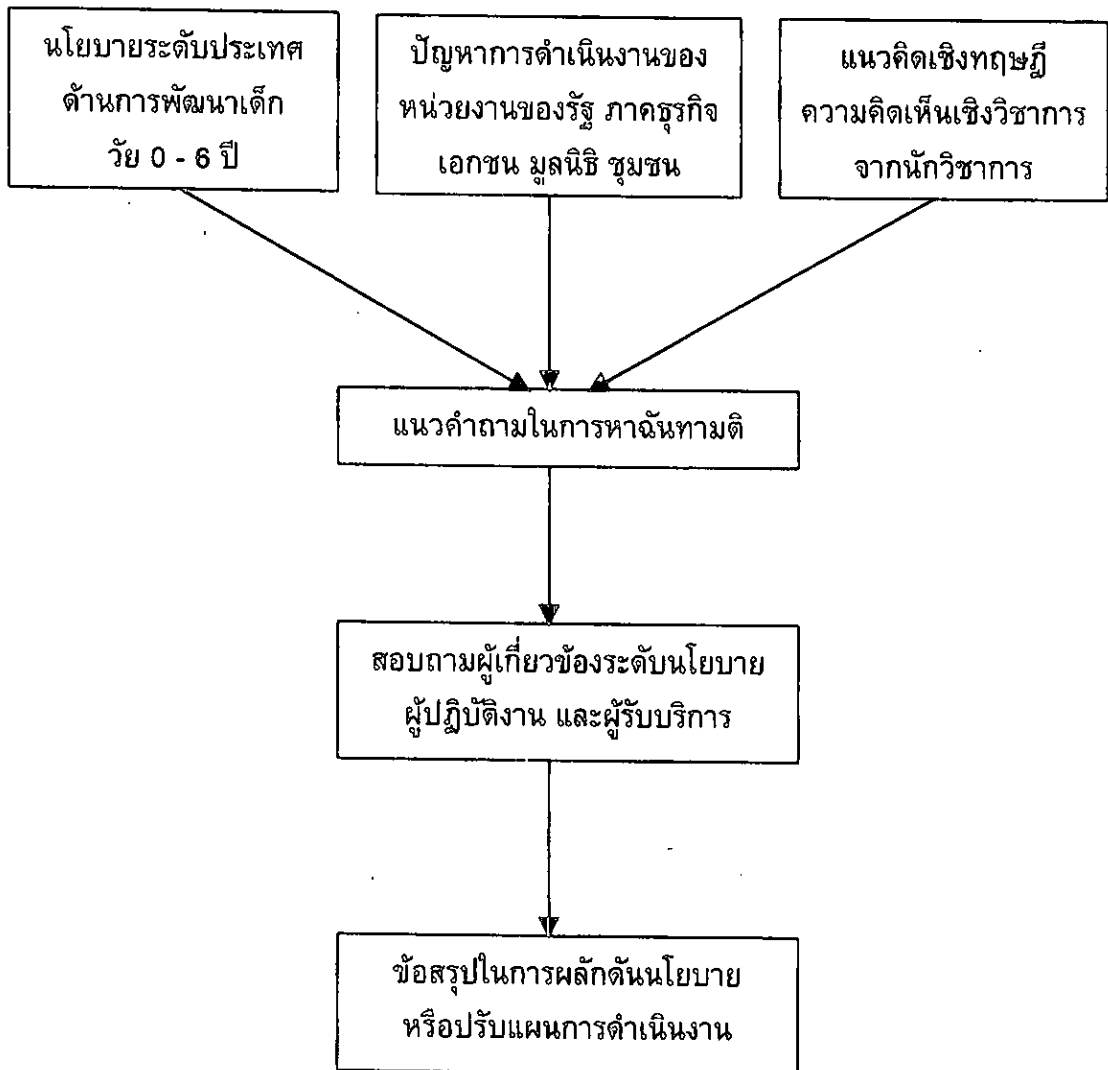 นโยบายระดับประเทศ
ด้านการพัฒนาเด็ก
วัย 0 - 6 ปี
ปัญหาการดำเนินงานของ
หน่วยงานของรัฐ ภาคธุรกิจ
เอกชน มูลนิธิ ชุมชน
แนวคิดเชิงทฤษฎี
ความคิดเห็นเชิงวิชาการ
จากนักวิชาการ
แนวคำถามในการหาฉันทามติ
สอบถามผู้เกี่ยวข้องระดับนโยบาย
ผู้ปฏิบัติงาน และผู้รับบริการ
ข้อสรุปในการผลักดันนโยบาย
หรือปรับแผนการดำเนินงาน